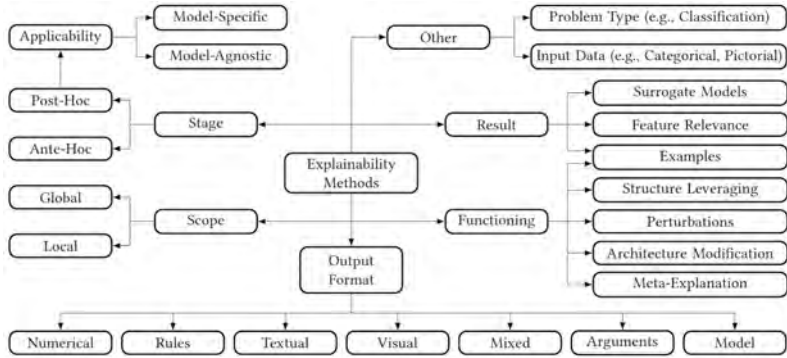 Model-Specific
Problem Type (e.g., Classification)
Applicability
Other
Model-Agnostic
Input Data (e.g., Categorical, Pictorial)
Post-Hoc
Surrogate Models
Stage
Result
Feature Relevance
Ante-Hoc
Examples
Explainability
Methods
Global
Structure Leveraging
Scope
Functioning
Perturbations
Local
Architecture Modification
Output
Format
Meta-Explanation
Numerical
Rules
Textual
Visual
Mixed
Arguments
Model